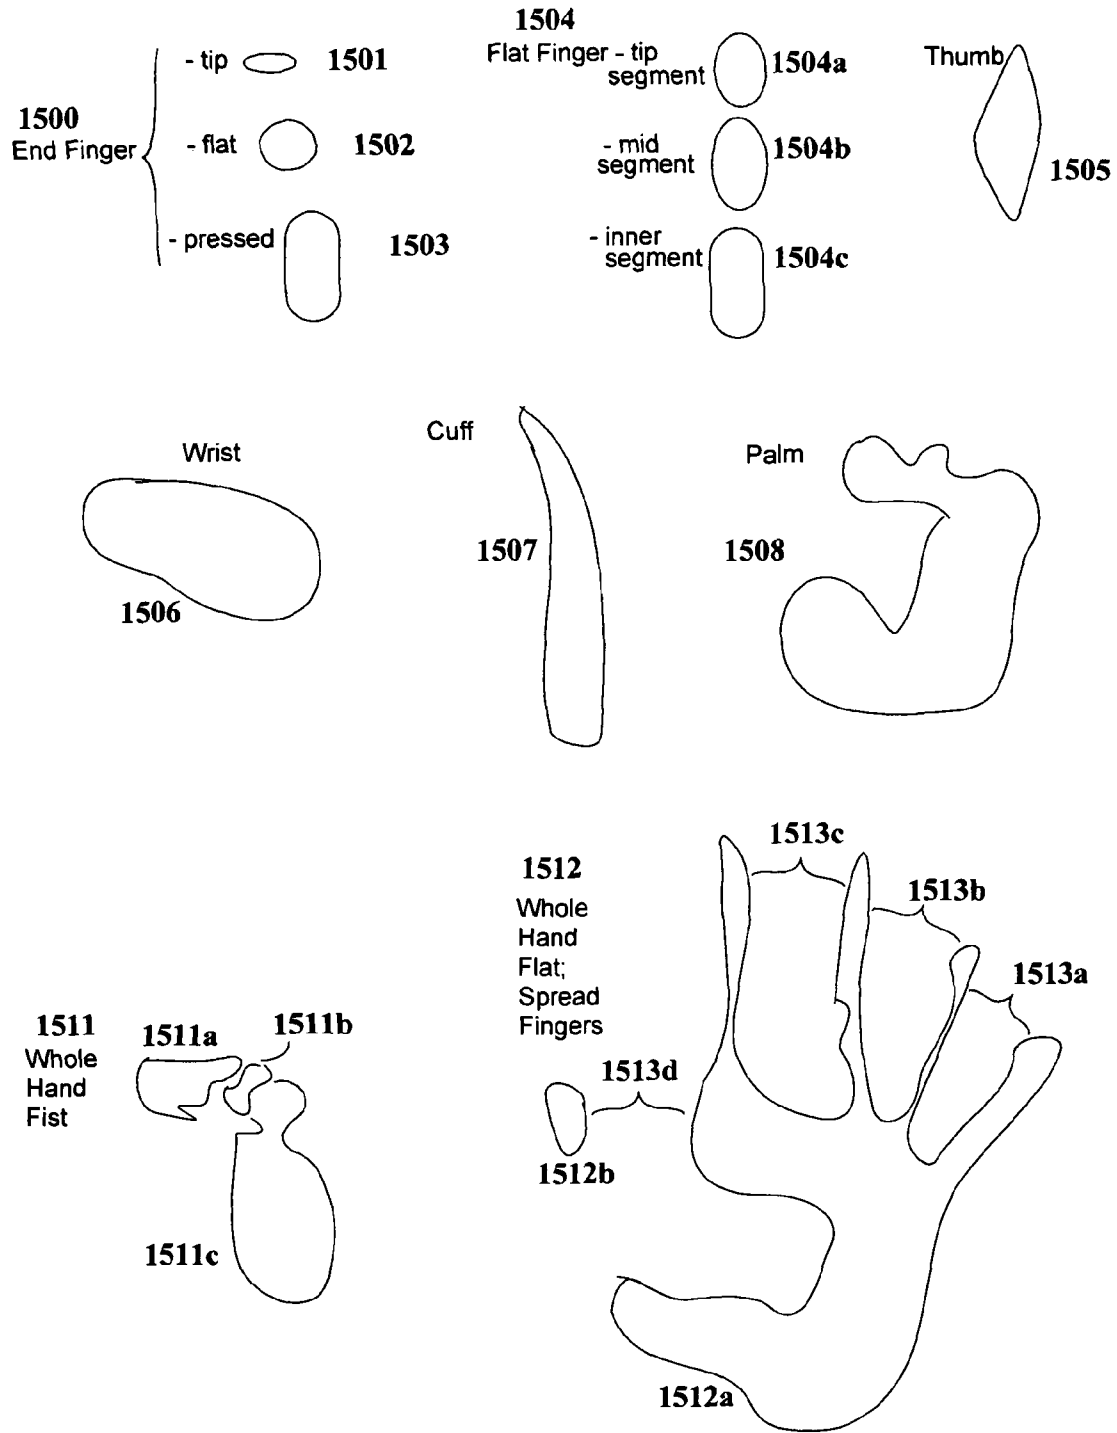 1500
End Finger
- tip 1501
- flat 1502
- pressed 1503
1504
Flat Finger - tip
segment 1504a
- mid
segment 1504b
- inner
segment 1504c
Thumb
1505
Wrist
1506
Cuff
1507
Palm
1508
1511
Whole
Hand
Fist
1511a
1511b
1511c
1512
Whole
Hand
Flat;
Spread
Fingers
1513c
1513b
1513a
1513d
1512b
1512a